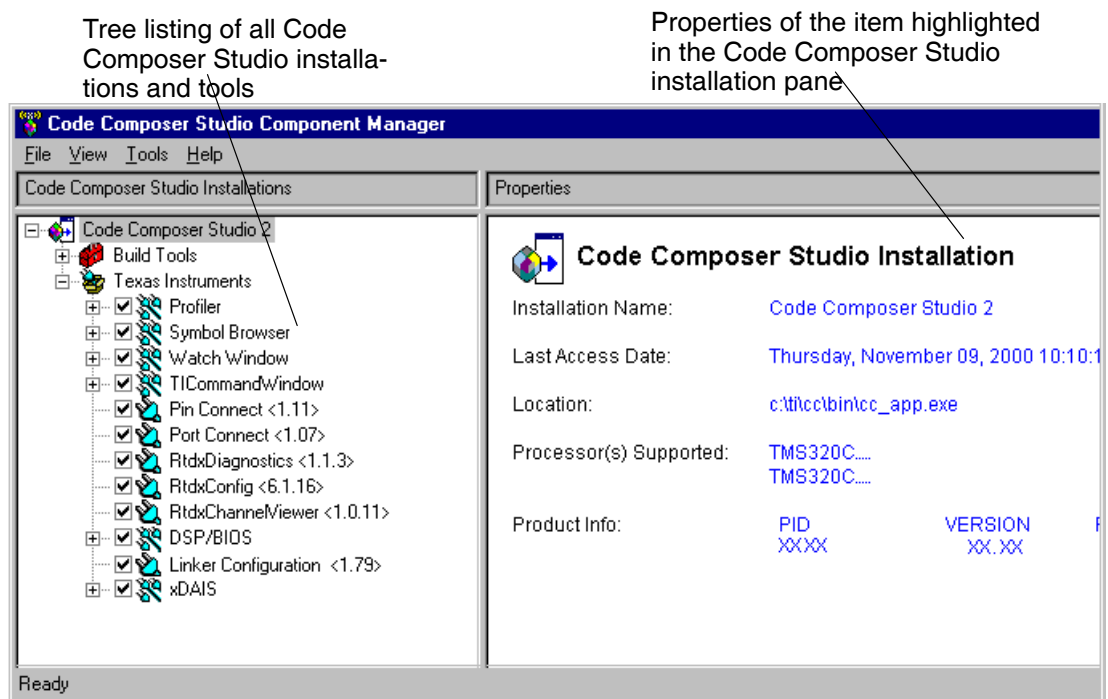 Tree listing of all Code
Composer Studio installa-
tions and tools
Properties of the item highlighted
in the Code Composer Studio
installation pane
Code Composer Studio Component Manager
File View Tools Help
Code Composer Studio Installations
Properties
Code Composer Studio 2
Build Tools
Texas Instruments
Profiler
Symbol Browser
Watch Window
TICommandWindow
Pin Connect <1.11>
Port Connect <1.07>
RtdxDiagnostics <1.1.3>
RtdxConfig <6.1.16>
RtdxChannelViewer <1.0.11>
DSP/BIOS
Linker Configuration <1.79>
xDAIS
Code Composer Studio Installation
Installation Name: Code Composer Studio 2
Last Access Date: Thursday, November 09, 2000 10:10:1
Location: c:\ti\cc\bin\cc_app.exe
Processor(s) Supported: TMS320C.....
TMS320C.....
Product Info: PID VERSION
XXXX XX.XX
Ready